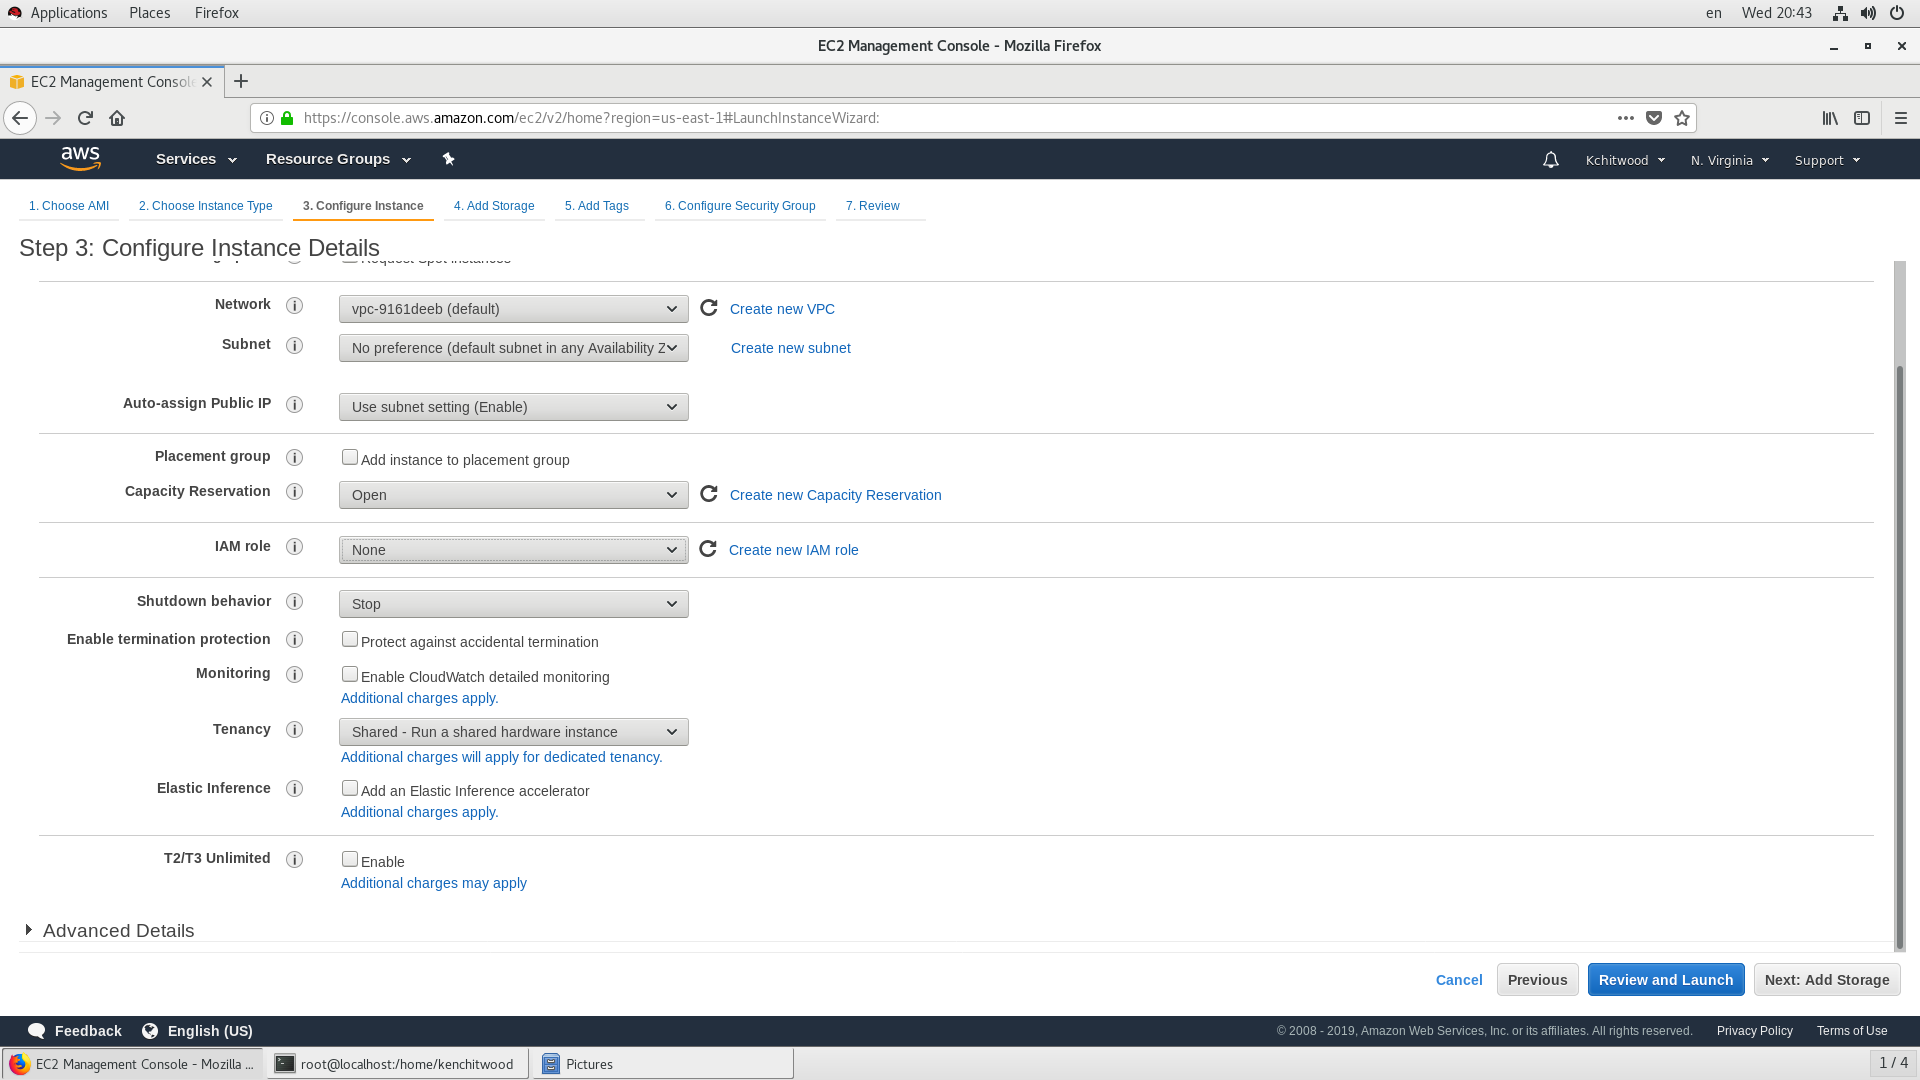 Applications Places Firefox en Wed 20:43
EC2 Management Console - Mozilla Firefox
EC2 Management Console
https://console.aws.amazon.com/ec2/v2/home?region=us-east-1#LaunchInstanceWizard:
aws Services Resource Groups Kchitwood N. Virginia Support
1. Choose AMI 2. Choose Instance Type 3. Configure Instance 4. Add Storage 5. Add Tags 6. Configure Security Group 7. Review
Step 3: Configure Instance Details
Request Spot instances
Network i vpc-9161deeb (default) Create new VPC
Subnet i No preference (default subnet in any Availability Z Create new subnet
Auto-assign Public IP i Use subnet setting (Enable)
Placement group i Add instance to placement group
Capacity Reservation i Open Create new Capacity Reservation
IAM role i None Create new IAM role
Shutdown behavior i Stop
Enable termination protection i Protect against accidental termination
Monitoring i Enable CloudWatch detailed monitoring
Additional charges apply.
Tenancy i Shared - Run a shared hardware instance
Additional charges will apply for dedicated tenancy.
Elastic Inference i Add an Elastic Inference accelerator
Additional charges apply.
T2/T3 Unlimited i Enable
Additional charges may apply
Advanced Details
Cancel Previous Review and Launch Next: Add Storage
Feedback English (US) © 2008 - 2019, Amazon Web Services, Inc. or its affiliates. All rights reserved. Privacy Policy Terms of Use
EC2 Management Console - Mozilla ... root@localhost:/home/kenchitwood Pictures 1 / 4